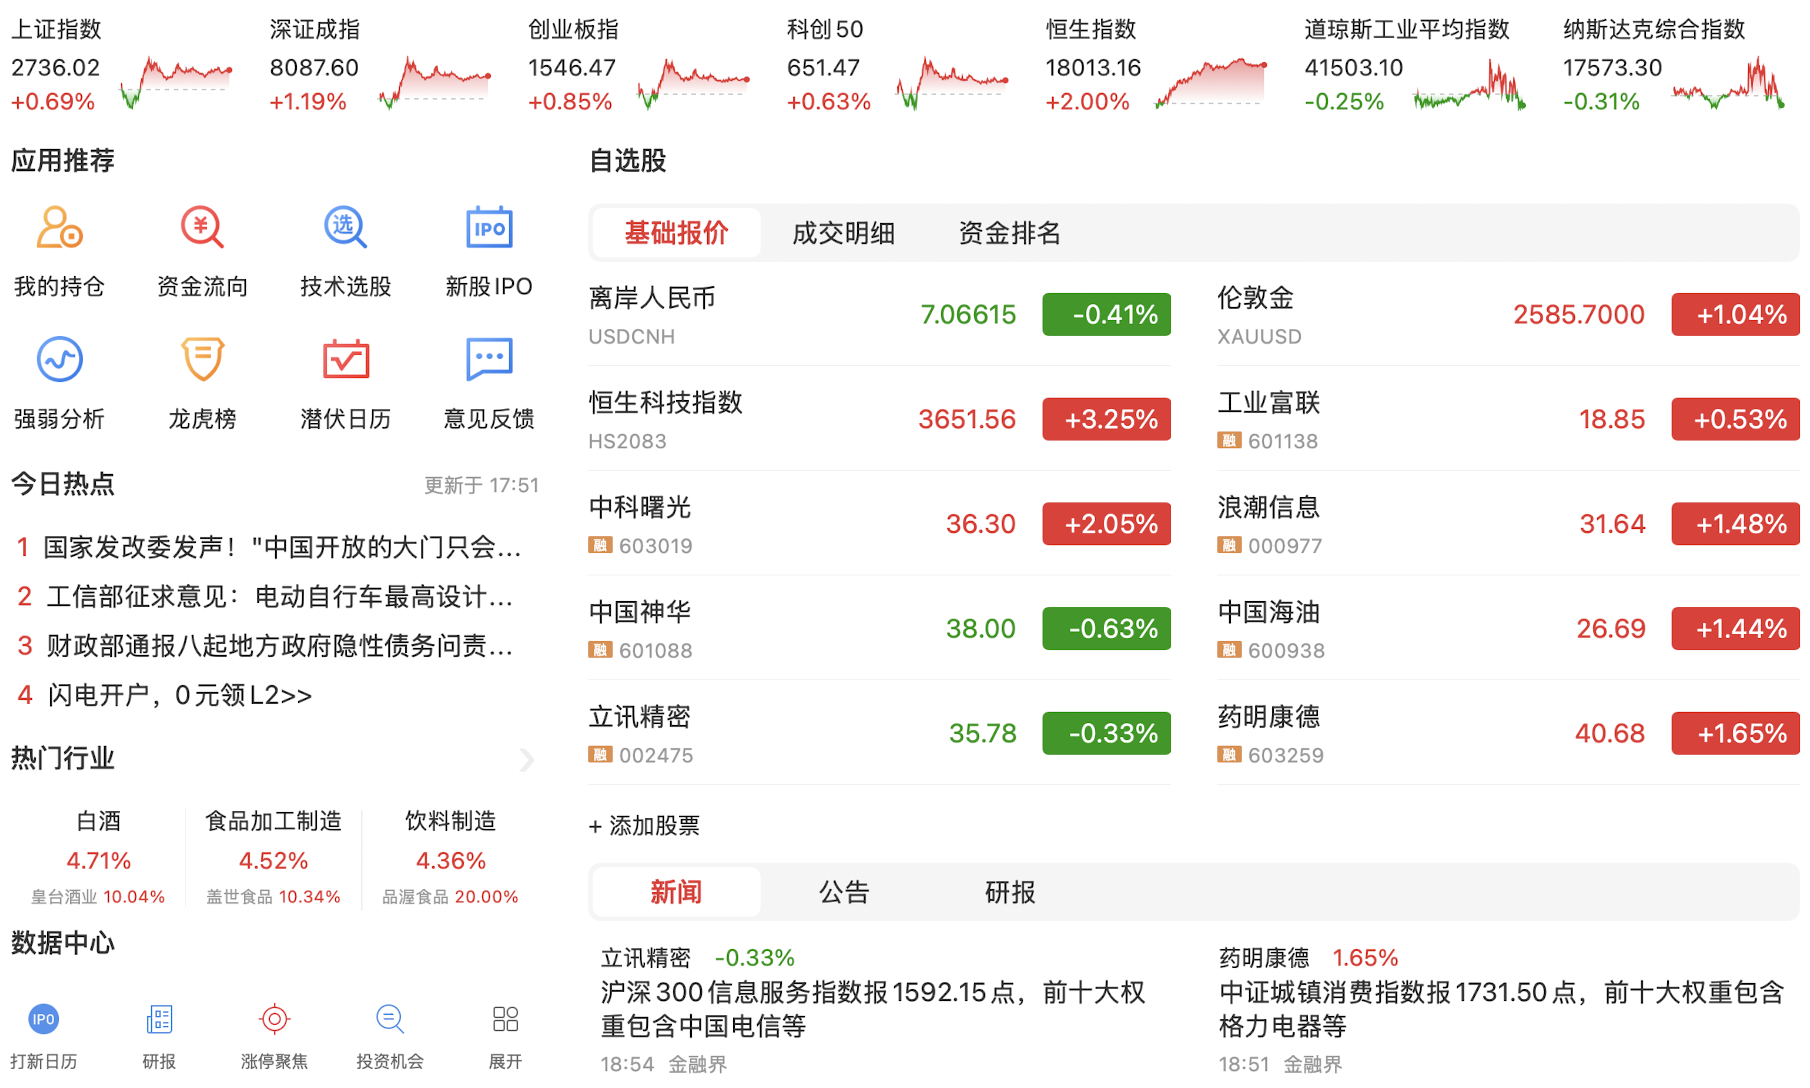 上证指数
2736.02
+0.69%
深证成指
8087.60
+1.19%
创业板指
1546.47
+0.85%
科创50
651.47
+0.63%
恒生指数
18013.16
+2.00%
道琼斯工业平均指数
41503.10
-0.25%
纳斯达克综合指数
17573.30
-0.31%
应用推荐
¥
选
IPO
我的持仓
资金流向
技术选股
新股IPO
强弱分析
龙虎榜
潜伏日历
意见反馈
今日热点
更新于 17:51
1 国家发改委发声！"中国开放的大门只会...
2 工信部征求意见：电动自行车最高设计...
3 财政部通报八起地方政府隐性债务问责...
4 闪电开户，0元领L2>>
热门行业
白酒
4.71%
皇台酒业 10.04%
食品加工制造
4.52%
盖世食品 10.34%
饮料制造
4.36%
品渥食品 20.00%
数据中心
IPO
打新日历
研报
涨停聚焦
投资机会
展开
自选股
基础报价 成交明细 资金排名
离岸人民币
USDCNH
7.06615
-0.41%
伦敦金
XAUUSD
2585.7000
+1.04%
恒生科技指数
HS2083
3651.56
+3.25%
工业富联
融 601138
18.85
+0.53%
中科曙光
融 603019
36.30
+2.05%
浪潮信息
融 000977
31.64
+1.48%
中国神华
融 601088
38.00
-0.63%
中国海油
融 600938
26.69
+1.44%
立讯精密
融 002475
35.78
-0.33%
药明康德
融 603259
40.68
+1.65%
+ 添加股票
新闻 公告 研报
立讯精密 -0.33%
沪深300信息服务指数报1592.15点，前十大权
重包含中国电信等
18:54 金融界
药明康德 1.65%
中证城镇消费指数报1731.50点，前十大权重包含
格力电器等
18:51 金融界